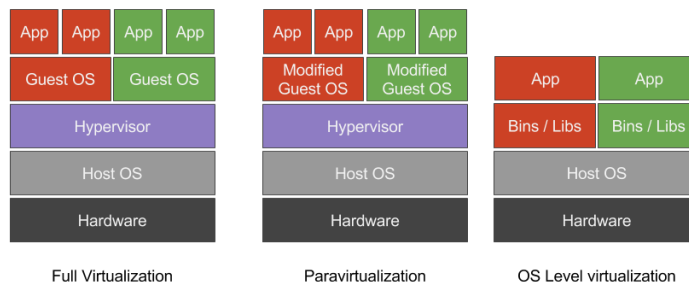 App App App App
Guest OS Guest OS
Hypervisor
Host OS
Hardware
Full Virtualization
App App App App
Modified Modified
Guest OS Guest OS
Hypervisor
Host OS
Hardware
Paravirtualization
App App
Bins / Libs Bins / Libs
Host OS
Hardware
OS Level virtualization